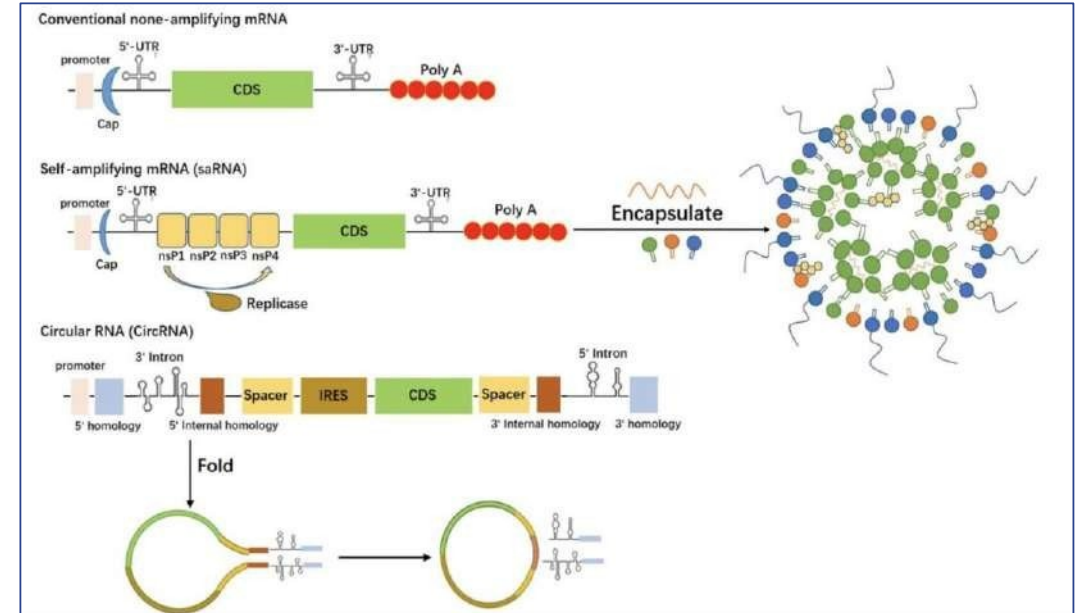 Conventional none-amplifying mRNA
promoter
5'-UTR
3'-UTR
Poly A
CDS
Cap
Self-amplifying mRNA (saRNA)
promoter
5'-UTR
3'-UTR
Poly A
CDS
Cap
nsP1 nsP2 nsP3 nsP4
Replicase
Encapsulate
Circular RNA (CircRNA)
promoter
3' Intron
5' Intron
Spacer
IRES
CDS
Spacer
5' homology
5' Internal homology
3' Internal homology
3' homology
Fold